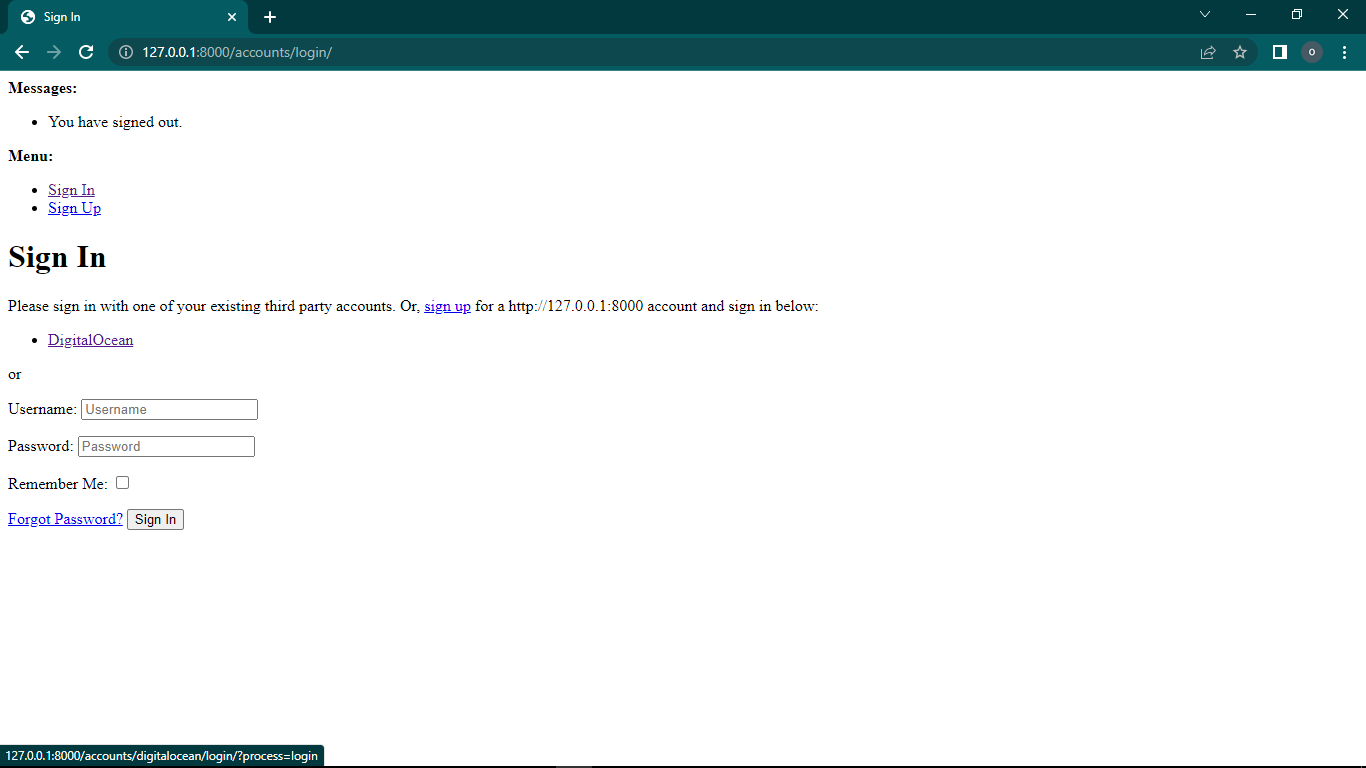 Sign In
127.0.0.1:8000/accounts/login/
o
Messages:
You have signed out.
Menu:
Sign In
Sign Up
Sign In
Please sign in with one of your existing third party accounts. Or, sign up for a http://127.0.0.1:8000 account and sign in below:
DigitalOcean
or
Username: Username
Password: Password
Remember Me:
Forgot Password? Sign In
127.0.0.1:8000/accounts/digitalocean/login/?process=login